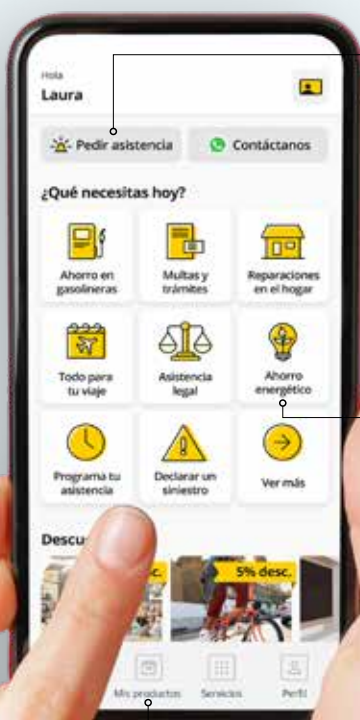 Hola
Laura
Pedir asistencia
Contáctanos
¿Qué necesitas hoy?
Ahorro en
gasolineras
Multas y
trámites
Reparaciones
en el hogar
Todo para
tu viaje
Asistencia
legal
Ahorro
energético
Programa tu
asistencia
Declarar un
siniestro
Ver más
Descu
c.
5% desc.
Mis productos
Servicios
Perfil